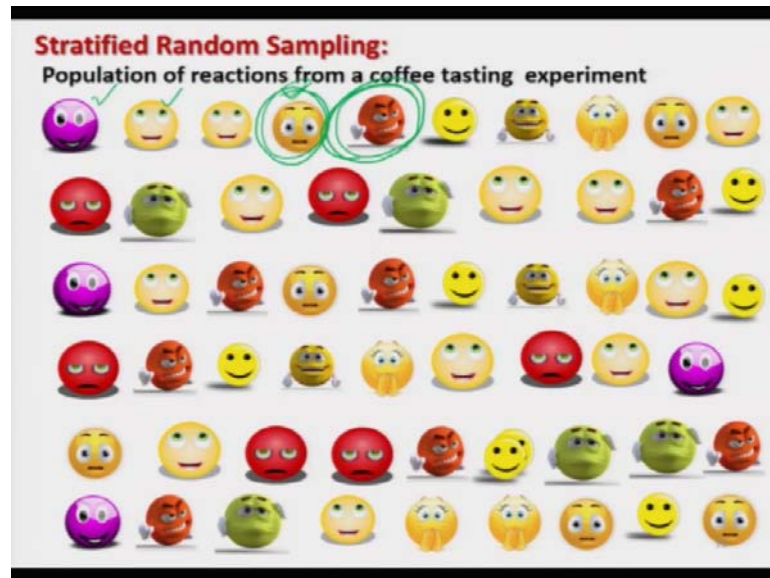 Stratified Random Sampling:
Population of reactions from a coffee tasting experiment